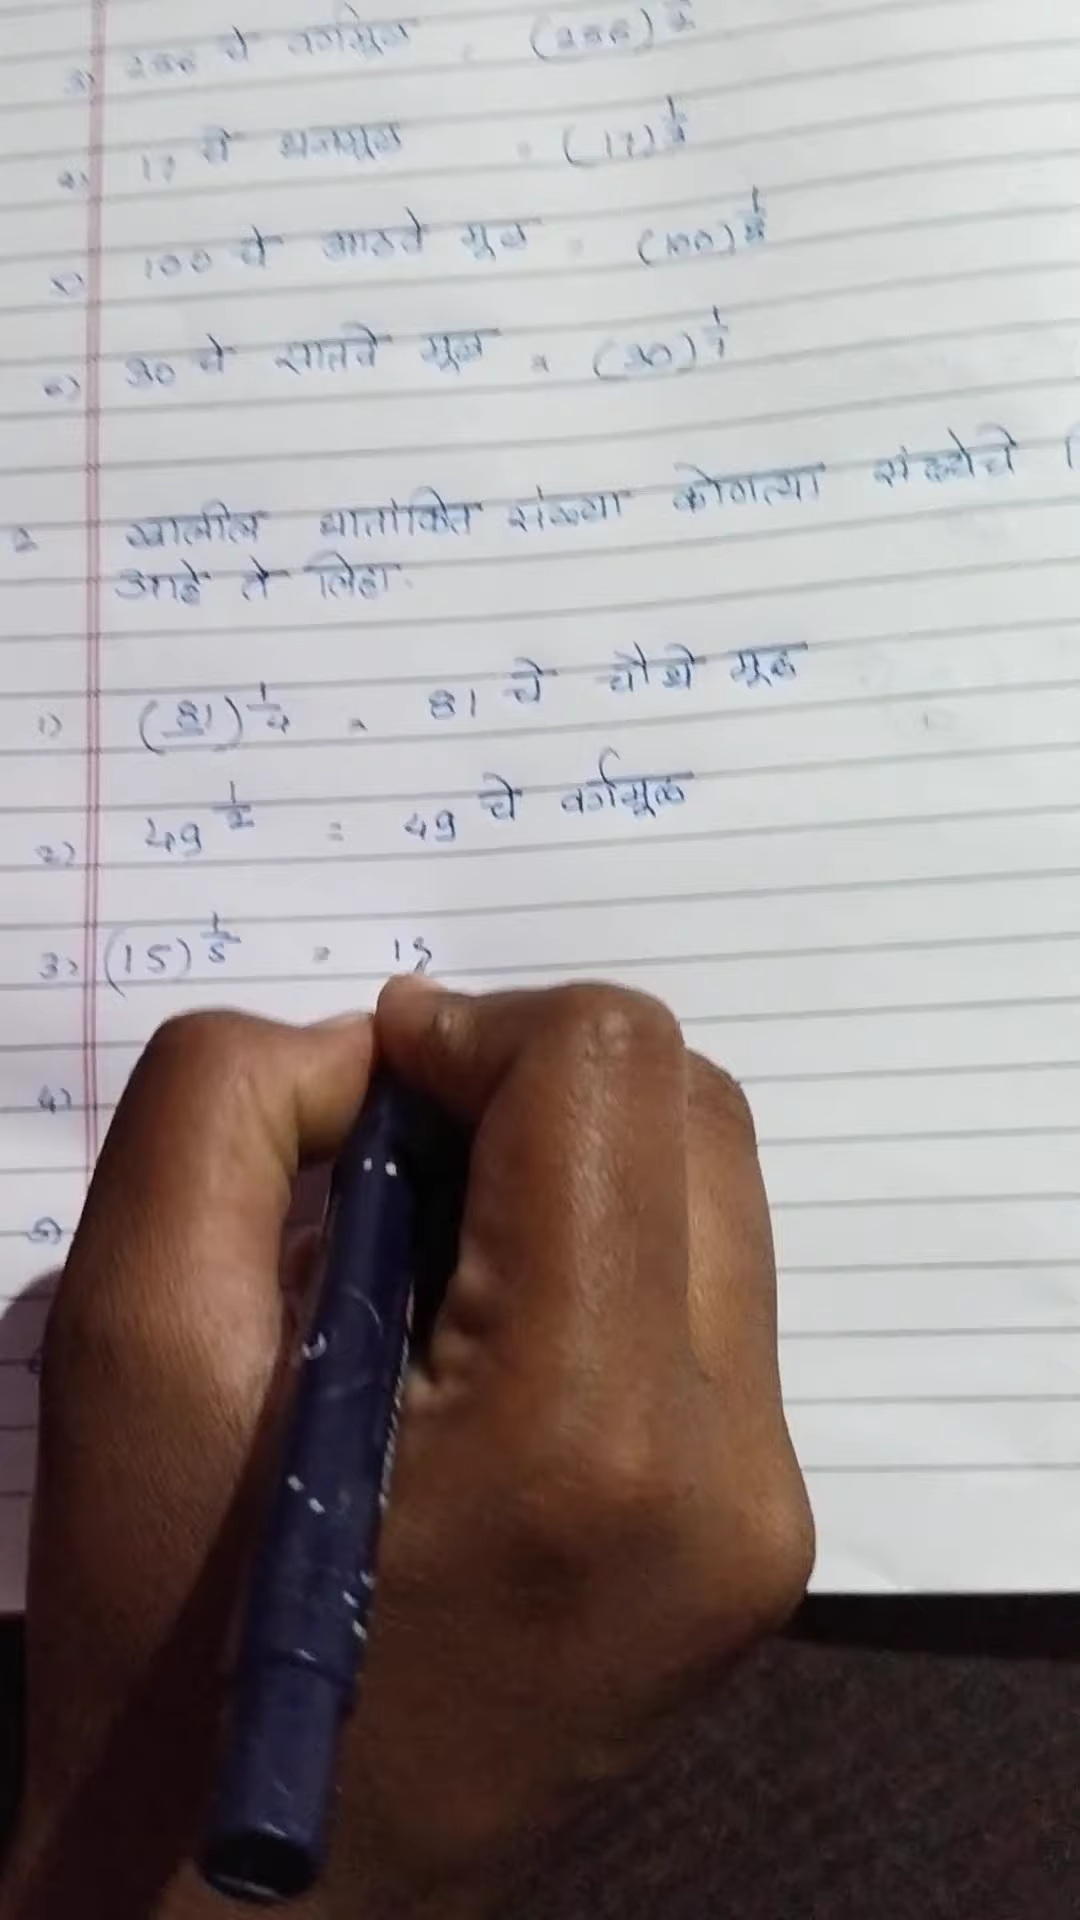 3) 256 चे वर्गमूळ = (256)^1/2
4) 17 चे घनमूळ = (17)^1/3
5) 100 चे आठवे मूळ = (100)^1/8
6) 30 चे सातवे मूळ = (30)^1/7
2 खालील घातांकित संख्या कोणत्या संख्येचे
आहे ते लिहा.
1) (81)^1/4 = 81 चे चौथे मूळ
2) 49^1/2 = 49 चे वर्गमूळ
3) (15)^1/5 = 15
4)
5)